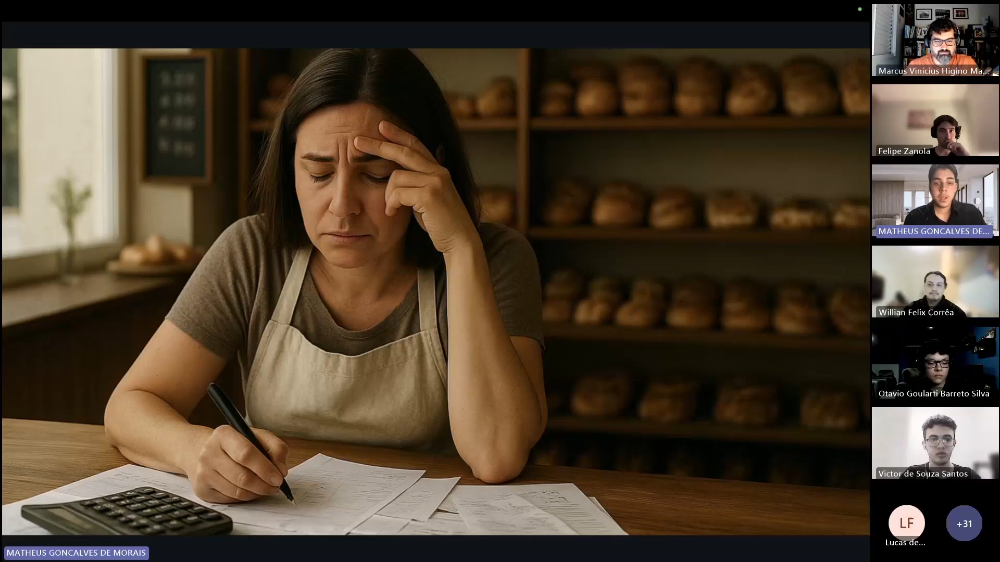 Marcus Vinicius Higino Ma...
Felipe Zanola
MATHEUS GONCALVES DE...
Willian Felix Corrêa
Otavio Goularti Barreto Silva
Victor de Souza Santos
LF
+31
Lucas de...
MATHEUS GONCALVES DE MORAIS